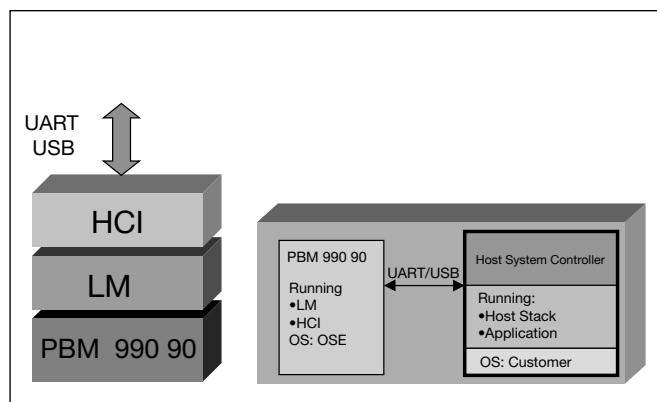 UART
USB
HCI
LM
PBM 990 90
PBM 990 90
Running
•LM
•HCI
OS: OSE
UART/USB
Host System Controller
Running:
•Host Stack
•Application
OS: Customer